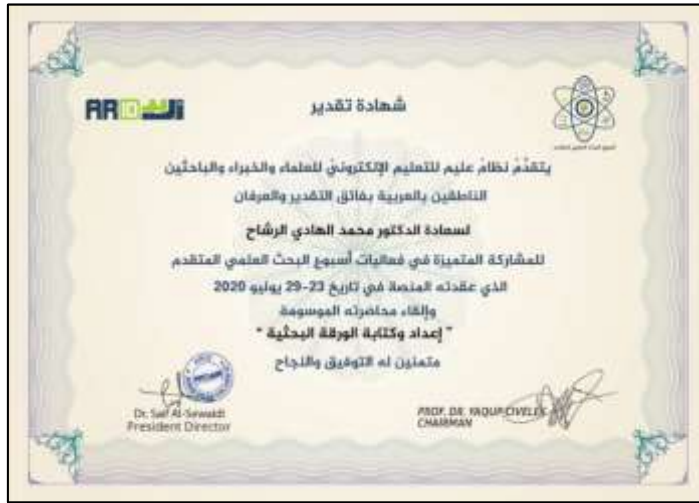 ARID آريد
شهادة تقدير
يتقدَّمُ نظامُ عليم للتعليم الإلكترونيّ للعلماء والخبراء والباحثين
الناطقين بالعربية بفائق التقدير والعرفان
لسعادة الدكتور محمد الهادي الرشاح
للمشاركة المتميزة في فعاليات أسبوع البحث العلمي المتقدم
الذي عقدته المنصة في تاريخ 23-29 يوليو 2020
وإلقاء محاضرته الموسومة
" إعداد وكتابة الورقة البحثية "
متمنين له التوفيق والنجاح
Dr. Saif Al-Sewaidi
President Director
PROF. DR. YAQUP CIVELEK
CHAIRMAN